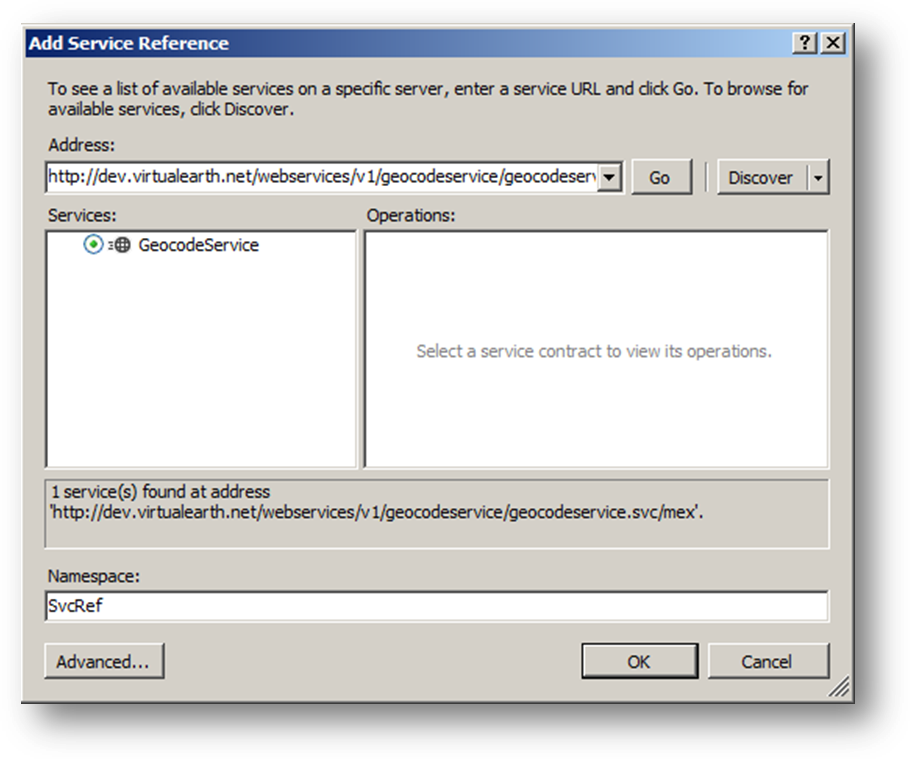 Add Service Reference
To see a list of available services on a specific server, enter a service URL and click Go. To browse for
available services, click Discover.
Address:
http://dev.virtualearth.net/webservices/v1/geocodeservice/geocodeserv
Go
Discover
Services:
Operations:
GeocodeService
Select a service contract to view its operations.
1 service(s) found at address
'http://dev.virtualearth.net/webservices/v1/geocodeservice/geocodeservice.svc/mex'.
Namespace:
SvcRef
Advanced...
OK
Cancel